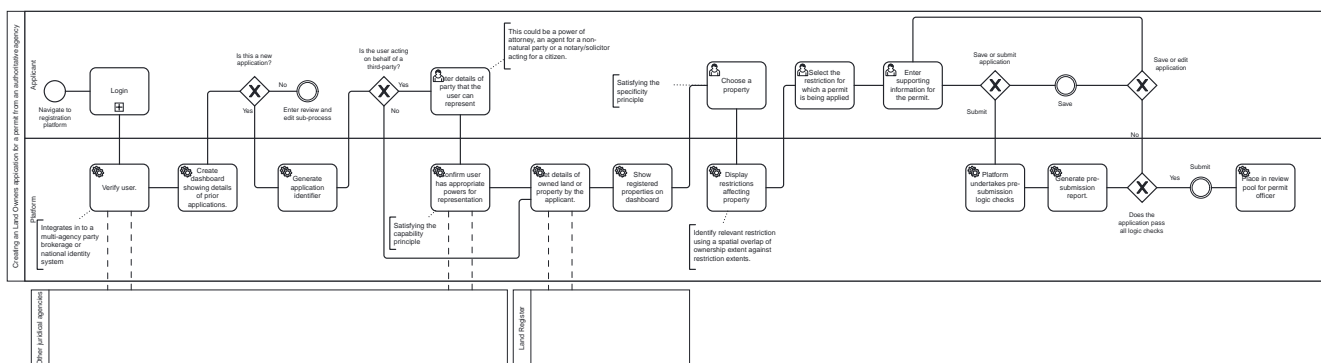 Creating an Land Owners application for a permit from an authoritative agency
Applicant
Platform
Navigate to
registration
platform
Login
Verify user.
Integrates in to a
multi-agency party
brokerage or
national identity
system
Create
dashboard
showing details
of prior
applications.
Is this a new
application?
No
Yes
Enter review and
edit sub-process
Generate
application
identifier
Is the user acting
on behalf of a
third-party?
Yes
No
ter details of
party that the
user can
represent
This could be a power of
attorney, an agent for a non-
natural party or a notary/solicitor
acting for a citizen.
onfirm user
has appropriate
powers for
representation
Satisfying the
capability
principle
et details of
owned land or
property by the
applicant.
Show
registered
properties on
dashboard
Satisfying the
specificity
principle
Choose a
property
Display
restrictions
affecting
property
Identify relevant restriction
using a spatial overlap of
ownership extent against
restriction extents.
Select the
restriction for
which a permit
is being applied
Enter
supporting
information for
the permit.
Save or submit
application
Submit
Save
Save or edit
application
No
Platform
undertakes pre-
submission
logic checks
Generate pre-
submission
report.
Does the
application pass
all logic checks
Yes
Submit
Place in review
pool for permit
officer
Other juridical agencies
Land Register